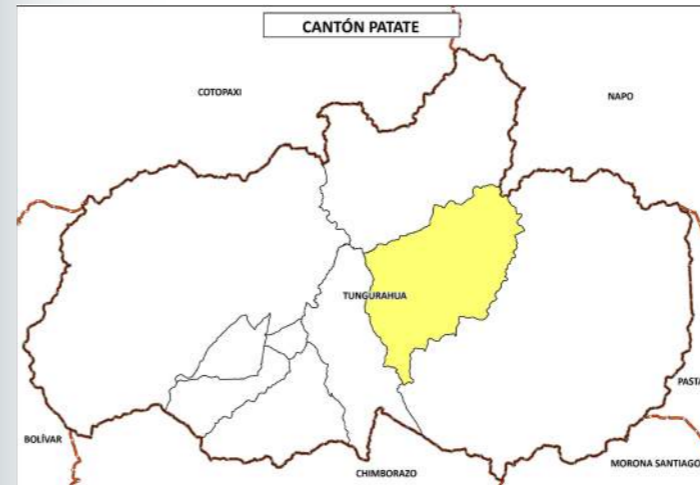 CANTÓN PATATE
COTOPAXI
NAPO
TUNGURAHUA
PASTA
BOLÍVAR
MORONA SANTIAGO
CHIMBORAZO